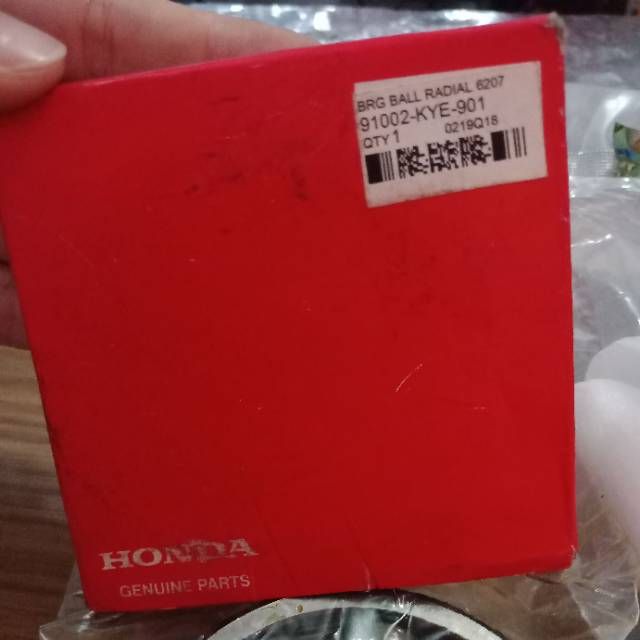 BRG BALL RADIAL 6207
91002-KYE-901
QTY 1 0219Q18
HONDA
GENUINE PARTS